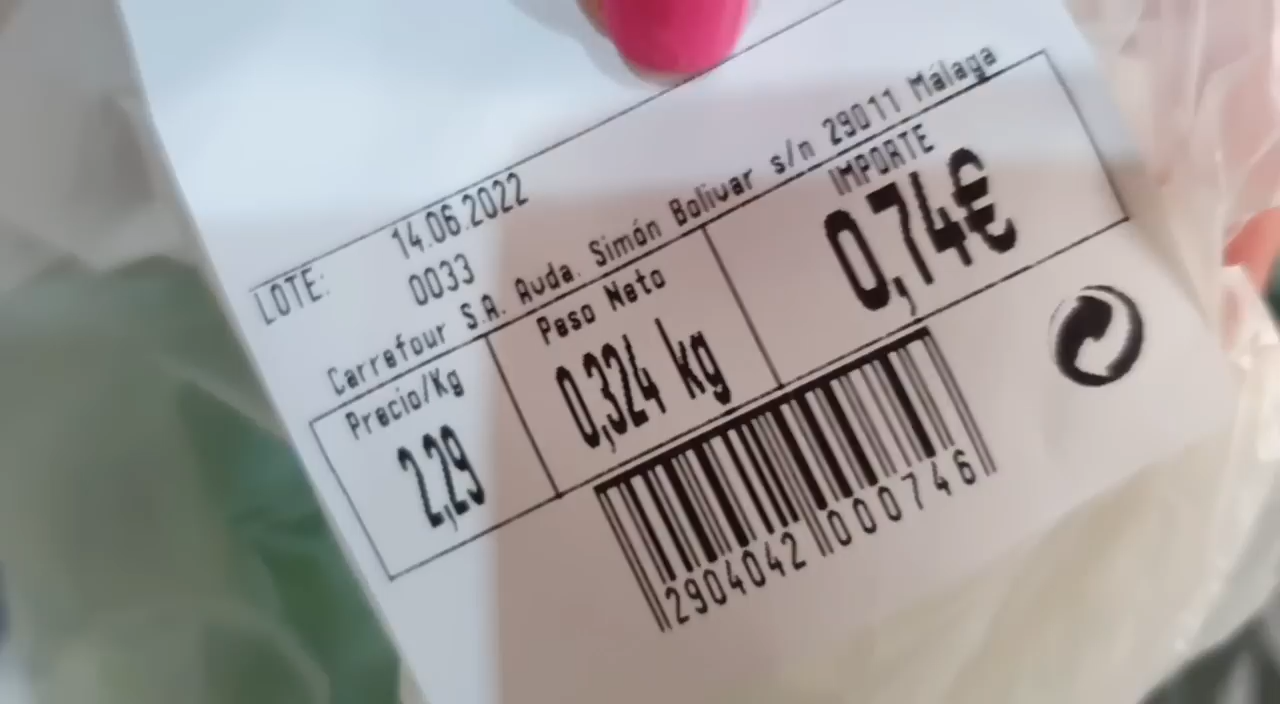 14.06.2022
LOTE: 0033
Carrefour S.A. Avda. Simón Bolivar s/n 29011 Málaga
Precio/Kg Peso Neto IMPORTE
2,29 0,324 kg 0,74€
2904042 000746